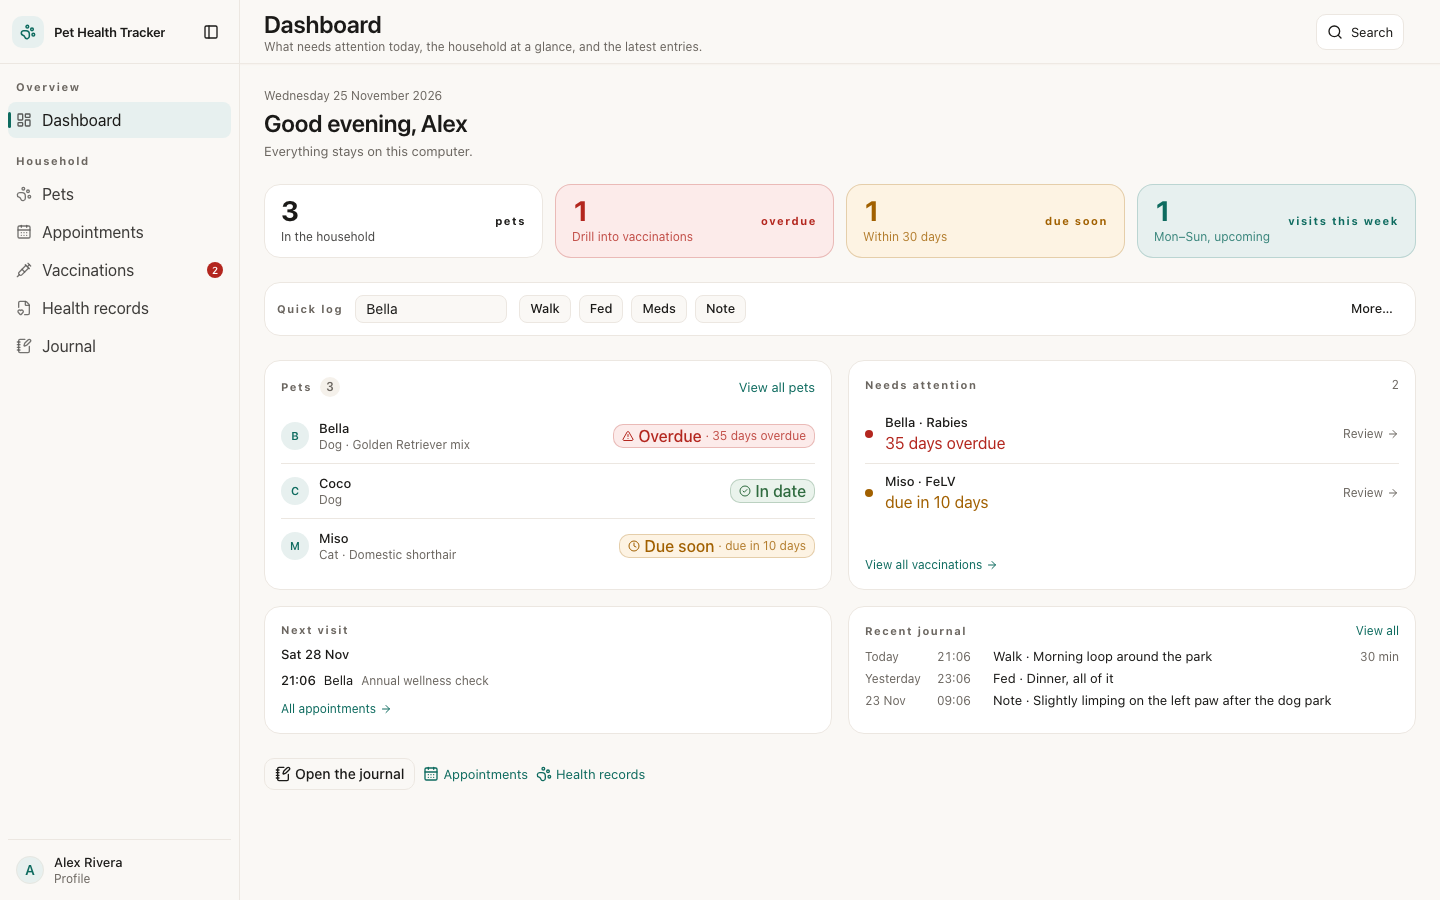 Pet Health Tracker
Overview
Dashboard
Household
Pets
Appointments
Vaccinations 2
Health records
Journal
A
Alex Rivera
Profile
Dashboard
What needs attention today, the household at a glance, and the latest entries.
Search
Wednesday 25 November 2026
Good evening, Alex
Everything stays on this computer.
3
In the household
pets
1
Drill into vaccinations
overdue
1
Within 30 days
due soon
1
Mon–Sun, upcoming
visits this week
Quick log Bella Walk Fed Meds Note More...
Pets 3 View all pets
B
Bella
Dog · Golden Retriever mix
Overdue · 35 days overdue
C
Coco
Dog
In date
M
Miso
Cat · Domestic shorthair
Due soon · due in 10 days
Needs attention 2
Bella · Rabies
35 days overdue
Review →
Miso · FeLV
due in 10 days
Review →
View all vaccinations →
Next visit
Sat 28 Nov
21:06 Bella Annual wellness check
All appointments →
Recent journal View all
Today 21:06 Walk · Morning loop around the park 30 min
Yesterday 23:06 Fed · Dinner, all of it
23 Nov 09:06 Note · Slightly limping on the left paw after the dog park
Open the journal Appointments Health records